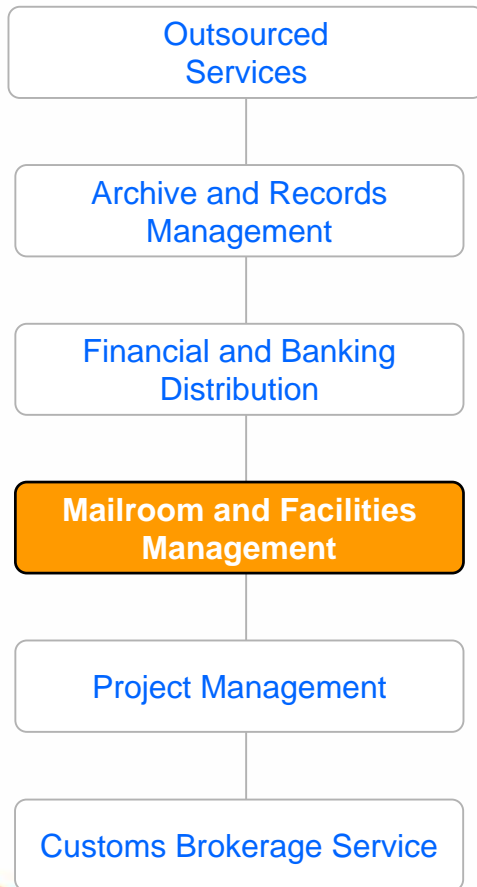 Outsourced
Services
Archive and Records
Management
Financial and Banking
Distribution
Mailroom and Facilities
Management
Project Management
Customs Brokerage Service